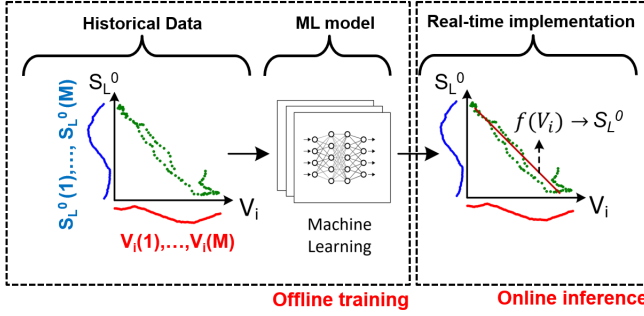 Historical Data
ML model
Real-time implementation
S_L^0
S_L^0(1),…, S_L^0(M)
V_i
V_i(1),…,V_i(M)
Machine
Learning
S_L^0
f(V_i) → S_L^0
V_i
Offline training
Online inference